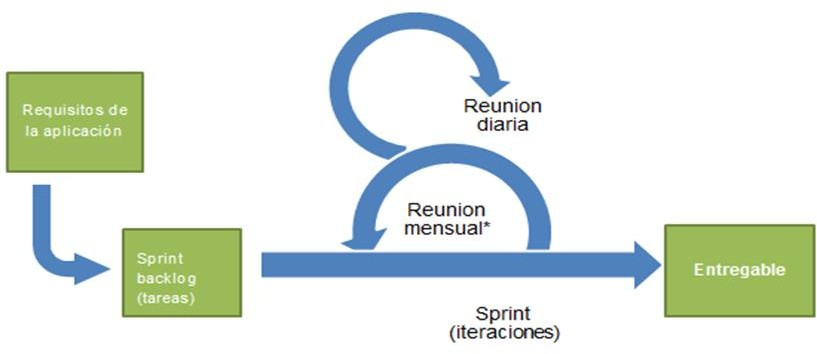 Requisitos de
la aplicación
Reunion
diaria
Reunion
mensual*
Sprint
backlog
(tareas)
Entregable
Sprint
(iteraciones)